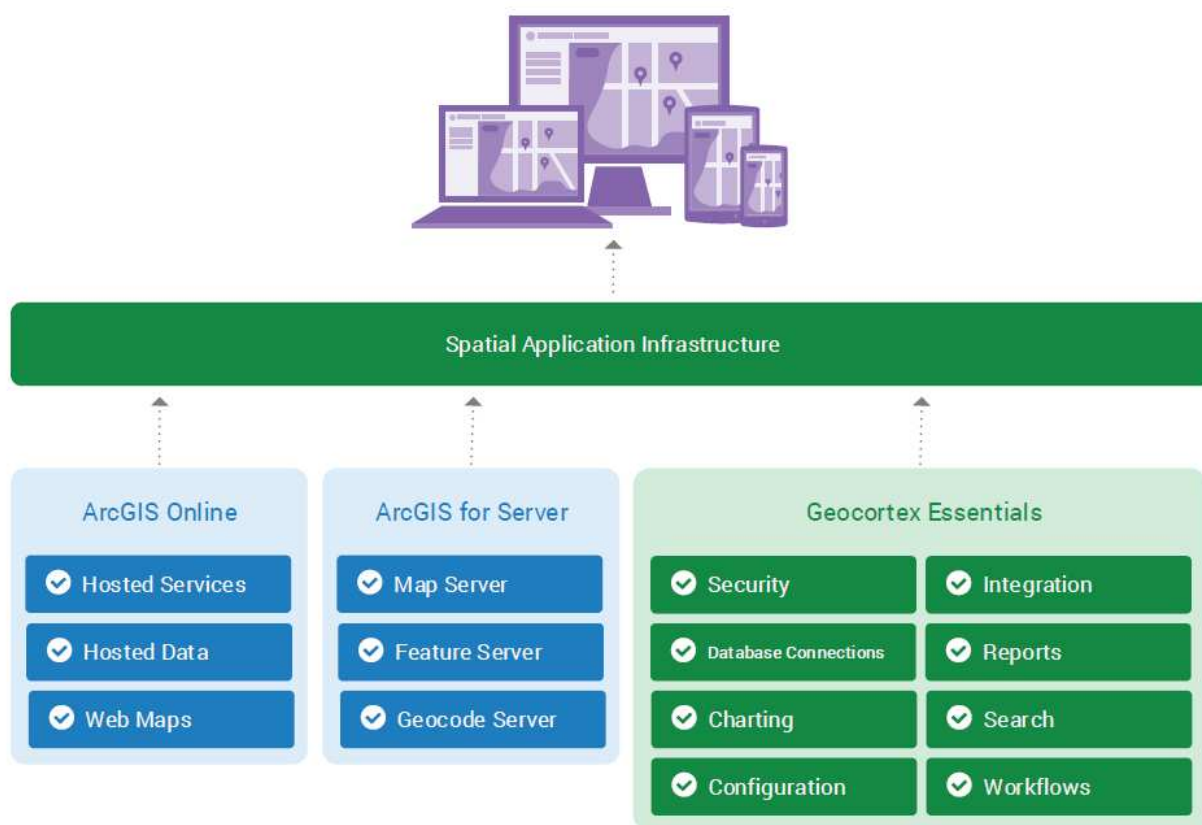 Spatial Application Infrastructure
ArcGIS Online
Hosted Services
Hosted Data
Web Maps
ArcGIS for Server
Map Server
Feature Server
Geocode Server
Geocortex Essentials
Security
Integration
Database Connections
Reports
Charting
Search
Configuration
Workflows